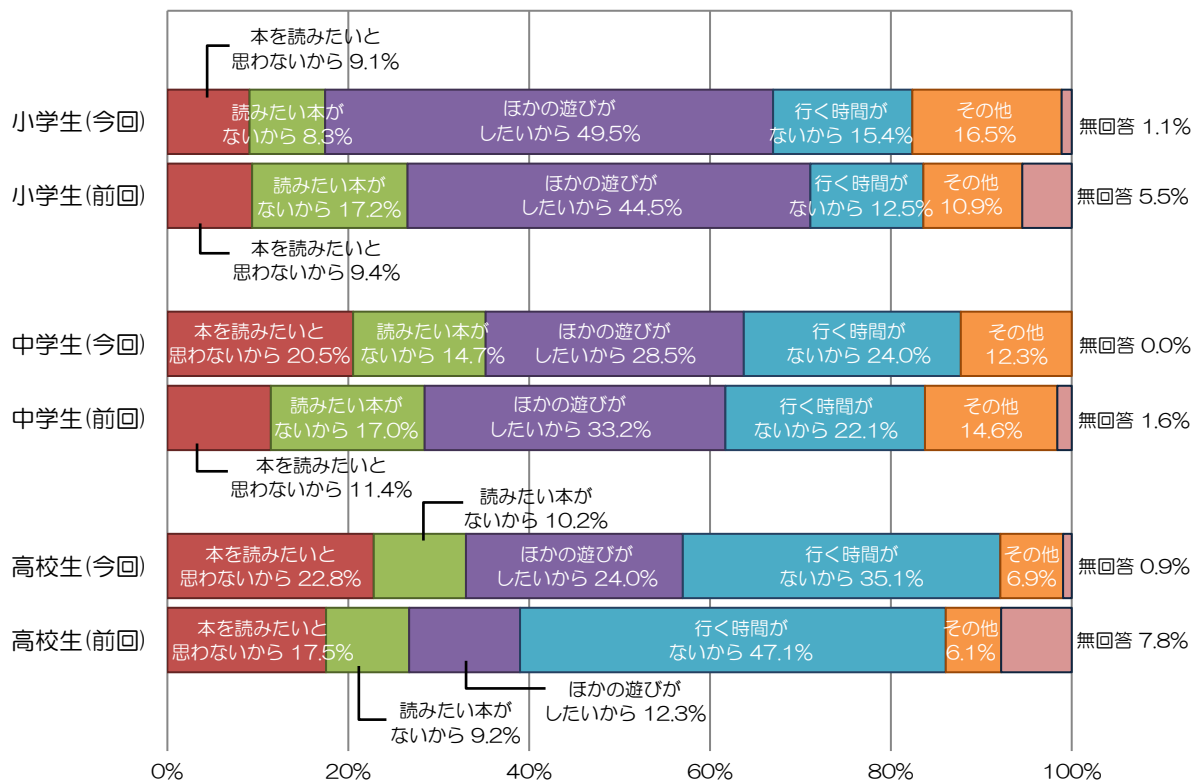 本を読みたいと
思わないから 9.1%
小学生(今回)
読みたい本が
ないから 8.3%
ほかの遊びが
したいから 49.5%
行く時間が
ないから 15.4%
その他
16.5%
無回答 1.1%
小学生(前回)
読みたい本が
ないから 17.2%
ほかの遊びが
したいから 44.5%
行く時間が
ないから 12.5%
その他
10.9%
無回答 5.5%
本を読みたいと
思わないから 9.4%
中学生(今回)
本を読みたいと
思わないから 20.5%
読みたい本が
ないから 14.7%
ほかの遊びが
したいから 28.5%
行く時間が
ないから 24.0%
その他
12.3%
無回答 0.0%
中学生(前回)
読みたい本が
ないから 17.0%
ほかの遊びが
したいから 33.2%
行く時間が
ないから 22.1%
その他
14.6%
無回答 1.6%
本を読みたいと
思わないから 11.4%
読みたい本が
ないから 10.2%
高校生(今回)
本を読みたいと
思わないから 22.8%
ほかの遊びが
したいから 24.0%
行く時間が
ないから 35.1%
その他
6.9%
無回答 0.9%
高校生(前回)
本を読みたいと
思わないから 17.5%
行く時間が
ないから 47.1%
その他
6.1%
無回答 7.8%
ほかの遊びが
したいから 12.3%
読みたい本が
ないから 9.2%
0%
20%
40%
60%
80%
100%